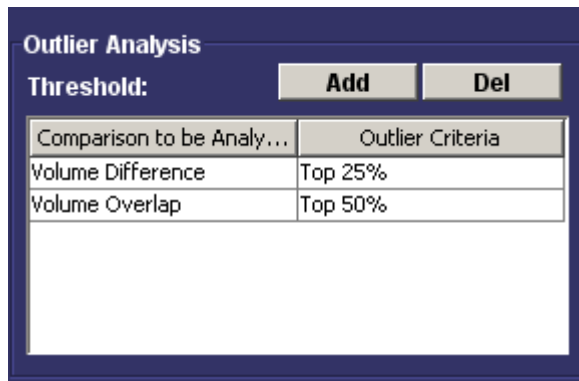 Outlier Analysis
Threshold: Add Del
Comparison to be Analy... Outlier Criteria
Volume Difference Top 25%
Volume Overlap Top 50%